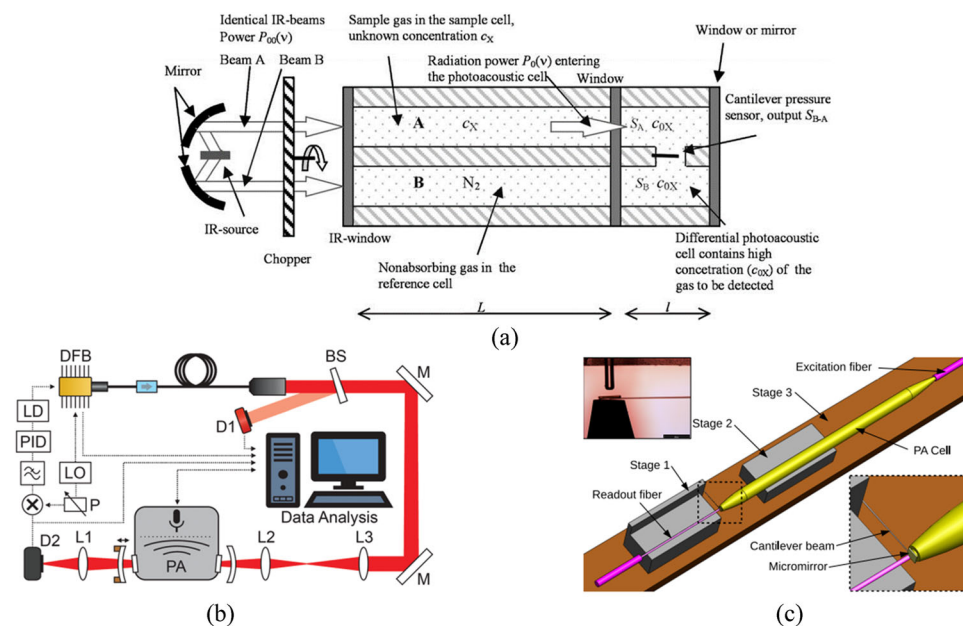 Identical IR-beams
Power P₀₀(ν)
Beam A
Beam B
Mirror
IR-source
Chopper
Sample gas in the sample cell,
unknown concentration cₓ
Radiation power P₀(ν) entering
the photoacoustic cell
Window
Window or mirror
Cantilever pressure
sensor, output S_B-A
A
cₓ
S_A c₀ₓ
B
N₂
S_B c₀ₓ
IR-window
Nonabsorbing gas in the
reference cell
Differential photoacoustic
cell contains high
concetration (c₀ₓ) of the
gas to be detected
L
l
(a)
DFB
BS
M
LD
D1
PID
LO
P
Data Analysis
D2
L1
PA
L2
L3
M
(b)
Excitation fiber
Stage 3
Stage 2
PA Cell
Stage 1
Readout fiber
Cantilever beam
Micromirror
(c)